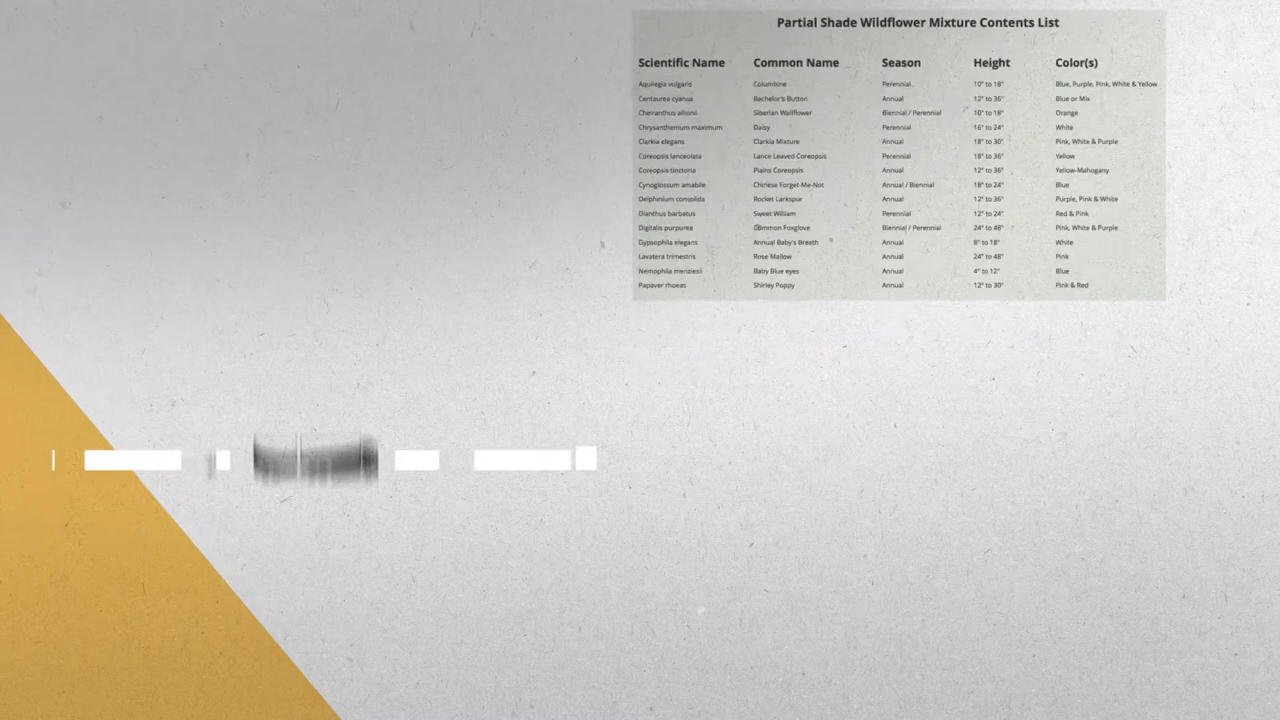 Partial Shade Wildflower Mixture Contents List
Scientific Name Common Name Season Height Color(s)
Aquilegia vulgaris Columbine Perennial 10" to 18" Blue, Purple, Pink, White & Yellow
Centaurea cyanus Bachelor's Button Annual 12" to 36" Blue or Mix
Cheiranthus allionii Siberian Wallflower Biennial / Perennial 10" to 18" Orange
Chrysanthemum maximum Daisy Perennial 16" to 24" White
Clarkia elegans Clarkia Mixture Annual 18" to 30" Pink, White & Purple
Coreopsis lanceolata Lance Leaved Coreopsis Perennial 18" to 36" Yellow
Coreopsis tinctoria Plains Coreopsis Annual 12" to 36" Yellow-Mahogany
Cynoglossum amabile Chinese Forget-Me-Not Annual / Biennial 18" to 24" Blue
Delphinium consolida Rocket Larkspur Annual 12" to 36" Purple, Pink & White
Dianthus barbatus Sweet William Perennial 12" to 24" Red & Pink
Digitalis purpurea Common Foxglove Biennial / Perennial 24" to 48" Pink, White & Purple
Gypsophila elegans Annual Baby's Breath Annual 8" to 18" White
Lavatera trimestris Rose Mallow Annual 24" to 48" Pink
Nemophila menziesii Baby Blue eyes Annual 4" to 12" Blue
Papaver rhoeas Shirley Poppy Annual 12" to 30" Pink & Red